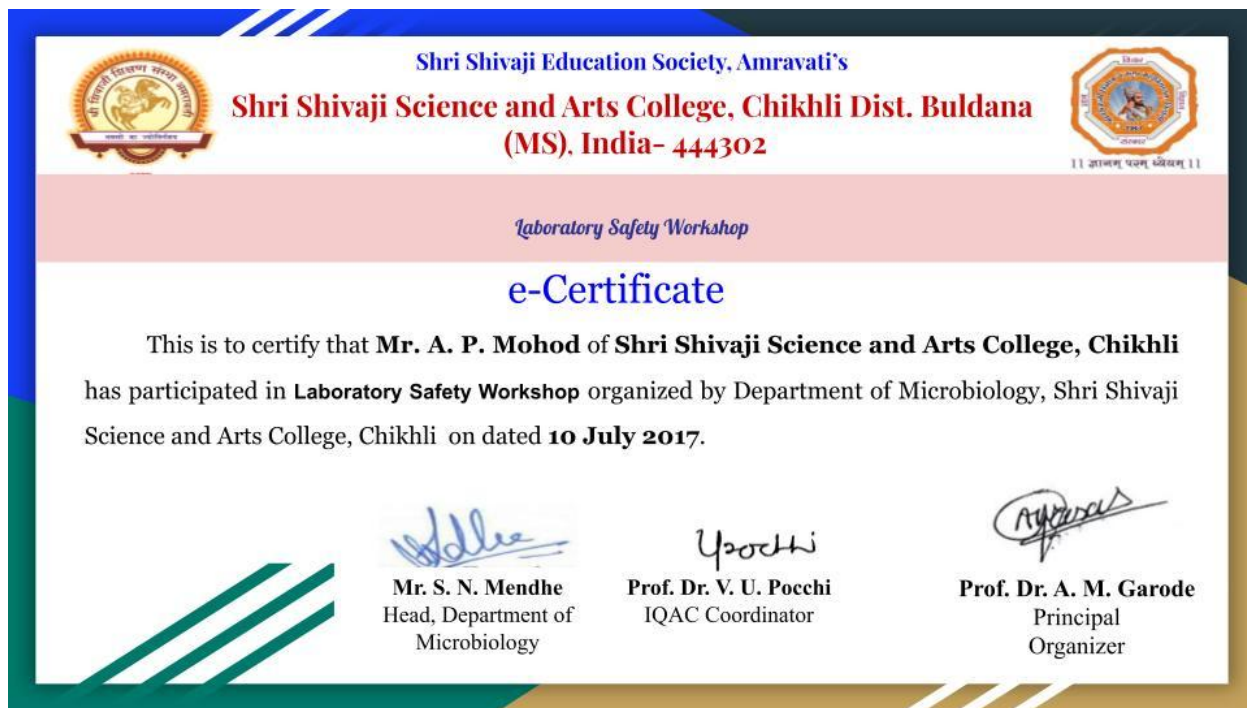 Shri Shivaji Education Society, Amravati's
Shri Shivaji Science and Arts College, Chikhli Dist. Buldana
(MS), India- 444302
|| ज्ञानम् परम् ध्येयम् ||
Laboratory Safety Workshop
e-Certificate
This is to certify that Mr. A. P. Mohod of Shri Shivaji Science and Arts College, Chikhli
has participated in Laboratory Safety Workshop organized by Department of Microbiology, Shri Shivaji
Science and Arts College, Chikhli on dated 10 July 2017.
Mr. S. N. Mendhe
Head, Department of
Microbiology
Prof. Dr. V. U. Pocchi
IQAC Coordinator
Prof. Dr. A. M. Garode
Principal
Organizer